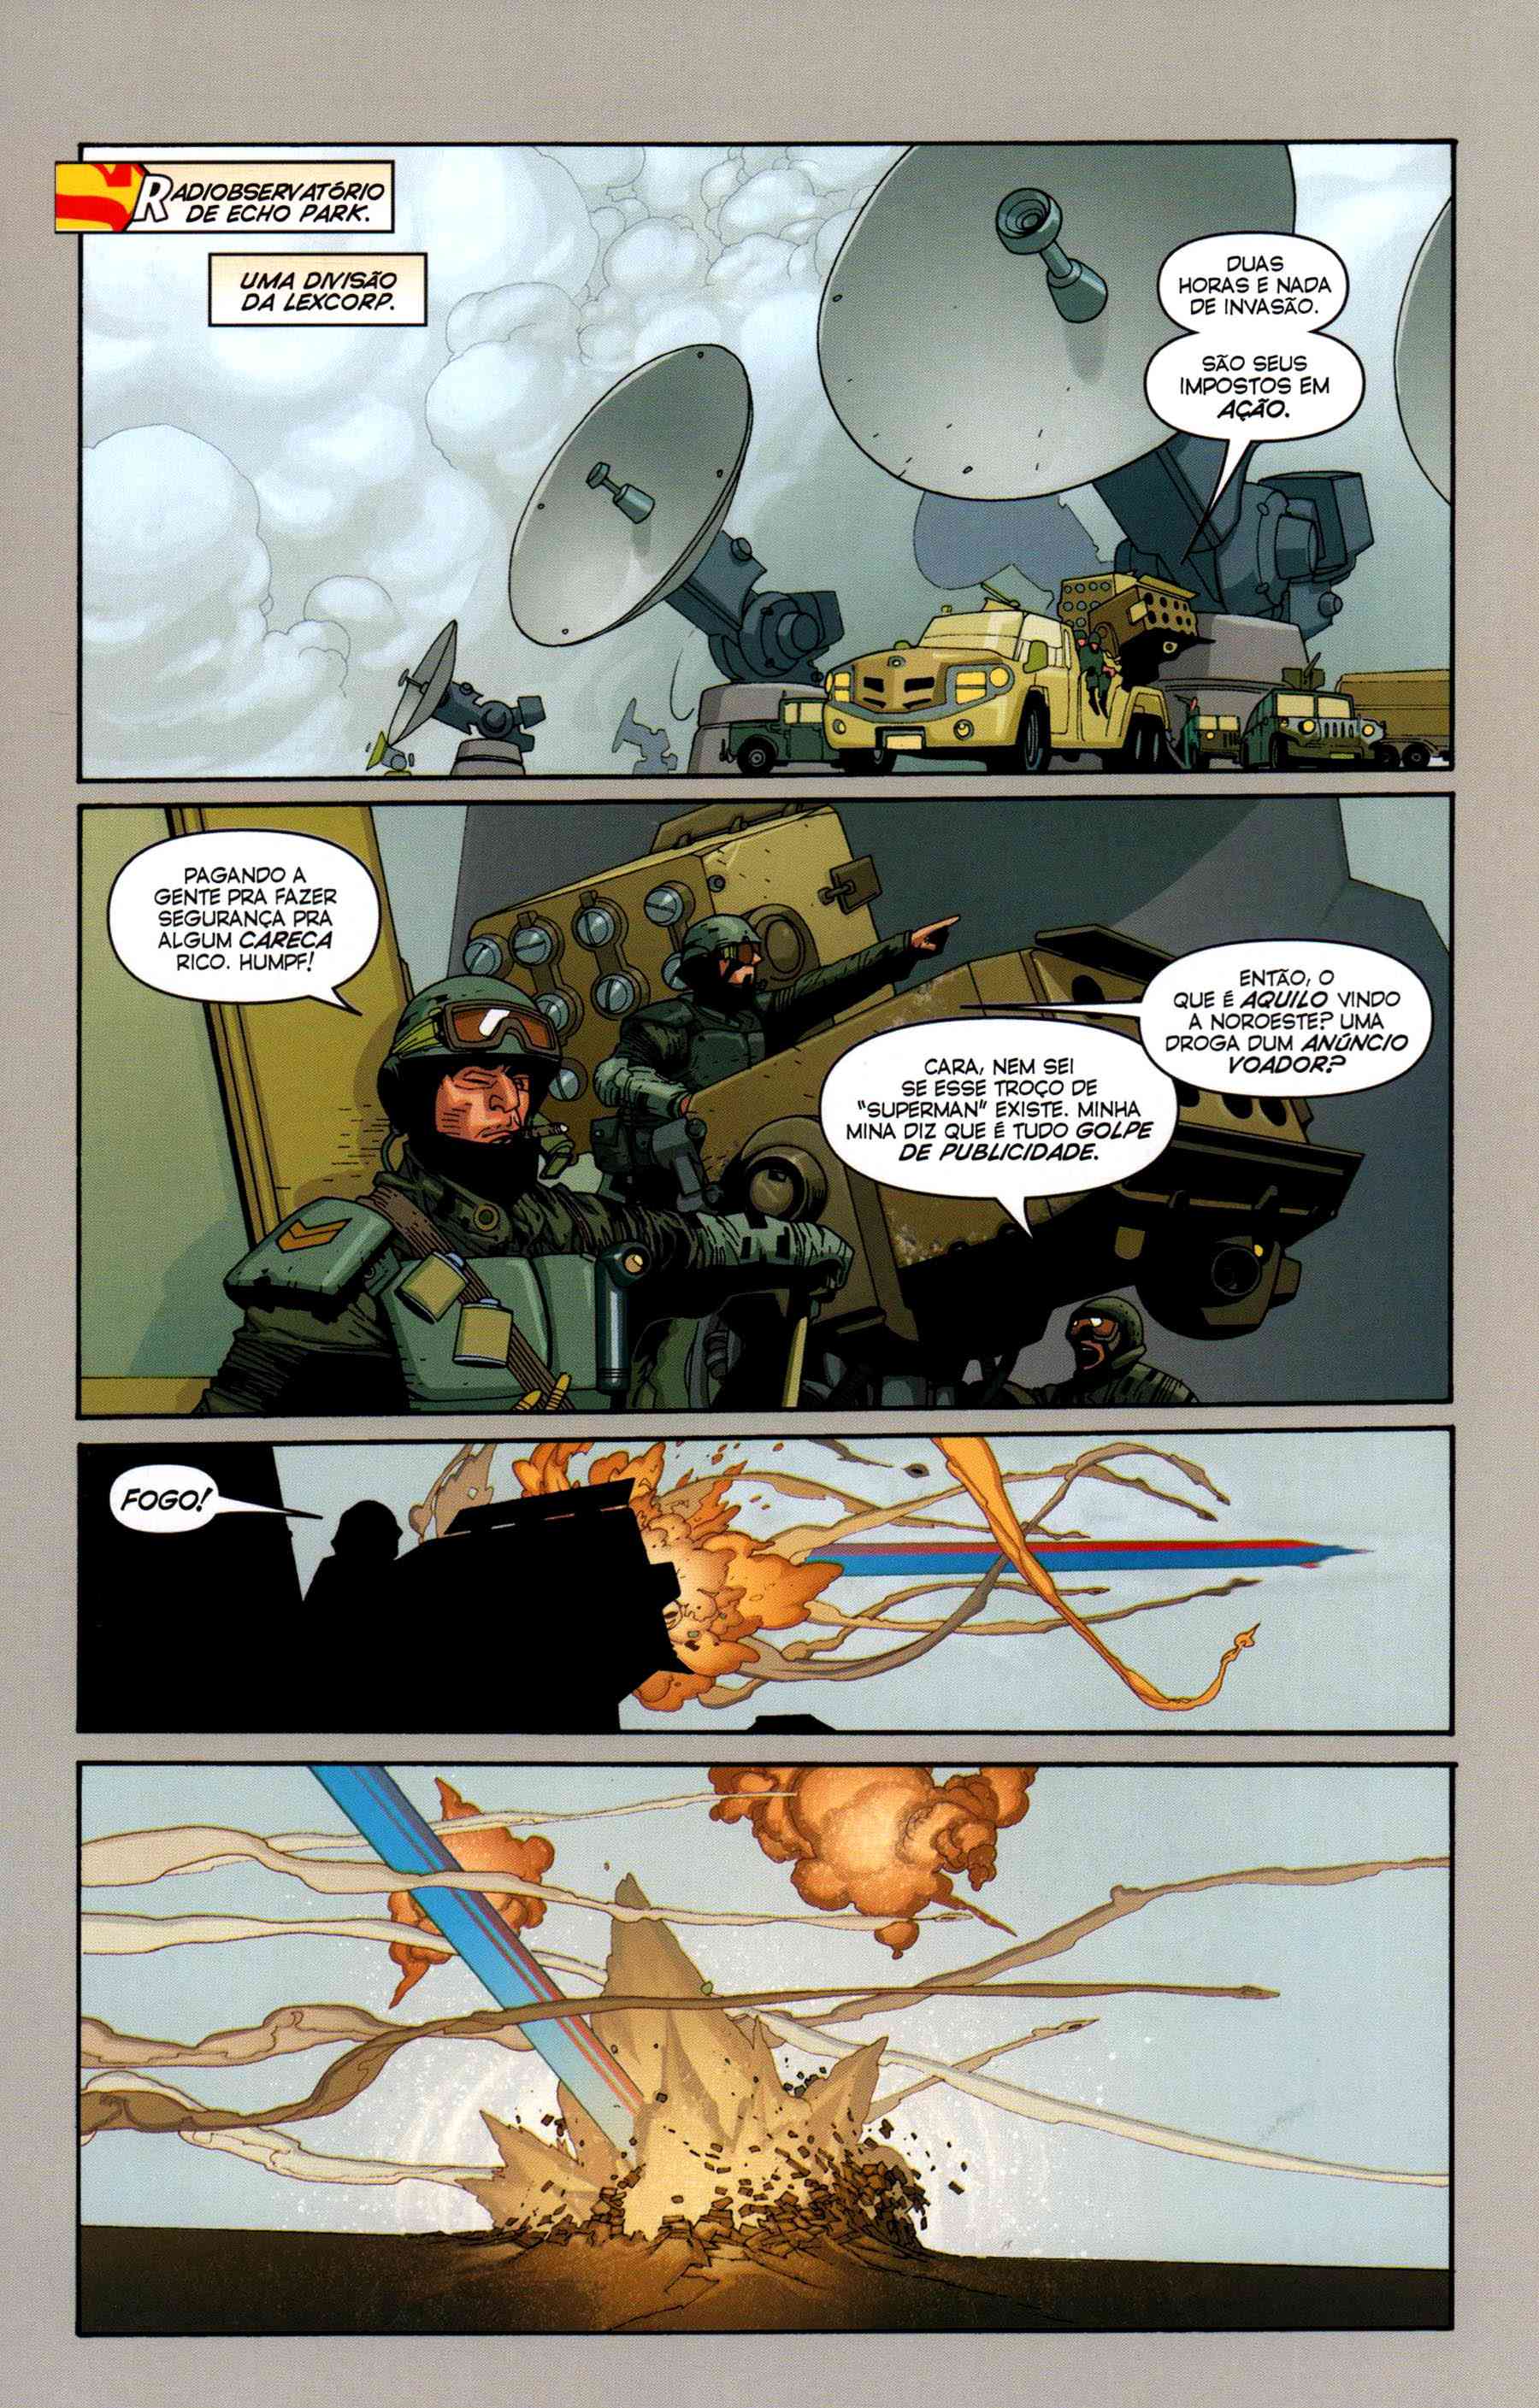 RADIOBSERVATÓRIO
DE ECHO PARK.
UMA DIVISÃO
DA LEXCORP.
DUAS
HORAS E NADA
DE INVASÃO.
SÃO SEUS
IMPOSTOS EM
AÇÃO.
PAGANDO A
GENTE PRA FAZER
SEGURANÇA PRA
ALGUM CARECA
RICO. HUMPF!
ENTÃO, O
QUE É AQUILO VINDO
A NOROESTE? UMA
DROGA DUM ANÚNCIO
VOADOR?
CARA, NEM SEI
SE ESSE TROÇO DE
"SUPERMAN" EXISTE. MINHA
MINA DIZ QUE É TUDO GOLPE
DE PUBLICIDADE.
FOGO!